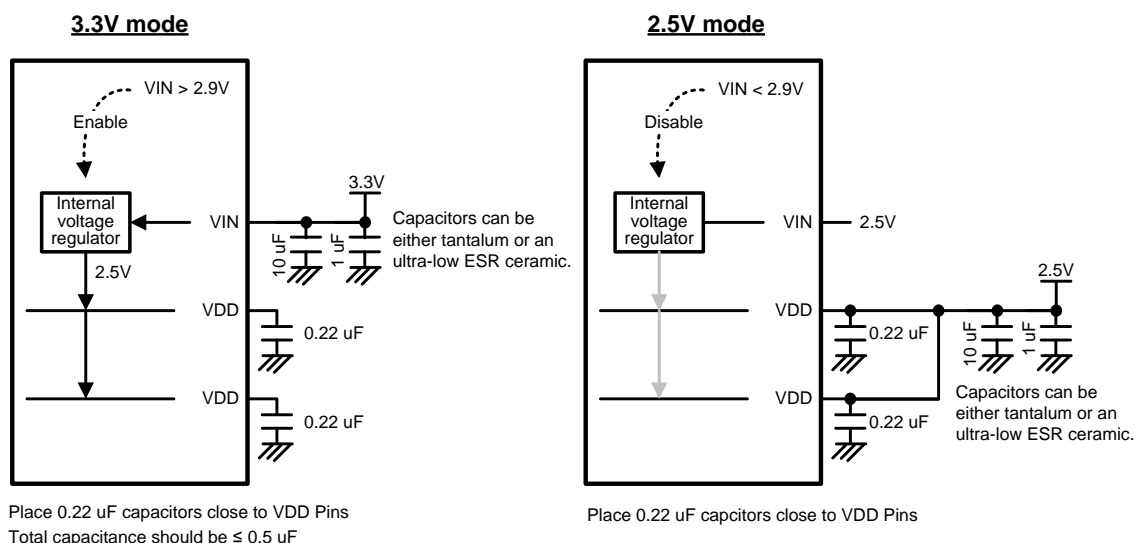 3.3V mode
VIN > 2.9V
Enable
Internal
voltage
regulator
VIN
3.3V
10 uF
1 uF
Capacitors can be
either tantalum or an
ultra-low ESR ceramic.
2.5V
VDD
0.22 uF
VDD
0.22 uF
Place 0.22 uF capacitors close to VDD Pins
Total capacitance should be ≤ 0.5 uF
2.5V mode
VIN < 2.9V
Disable
Internal
voltage
regulator
VIN
2.5V
2.5V
VDD
0.22 uF
10 uF
1 uF
VDD
0.22 uF
Capacitors can be
either tantalum or an
ultra-low ESR ceramic.
Place 0.22 uF capcitors close to VDD Pins